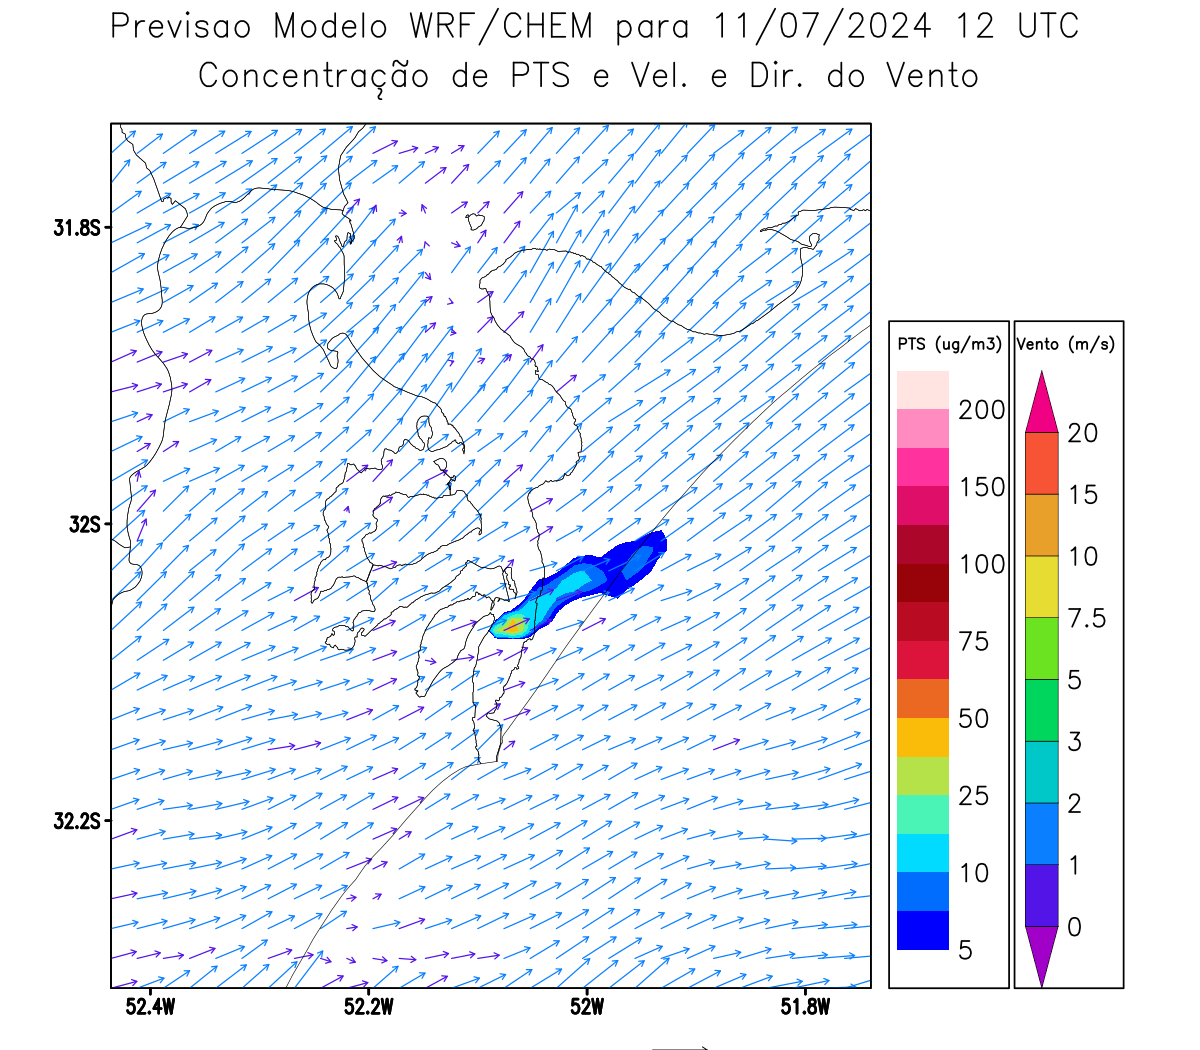 Previsao Modelo WRF/CHEM para 11/07/2024 12 UTC
Concentração de PTS e Vel. e Dir. do Vento
31.8S
32S
32.2S
52.4W
52.2W
52W
51.8W
PTS (ug/m3)
200
150
100
75
50
25
10
5
Vento (m/s)
20
15
10
7.5
5
3
2
1
0